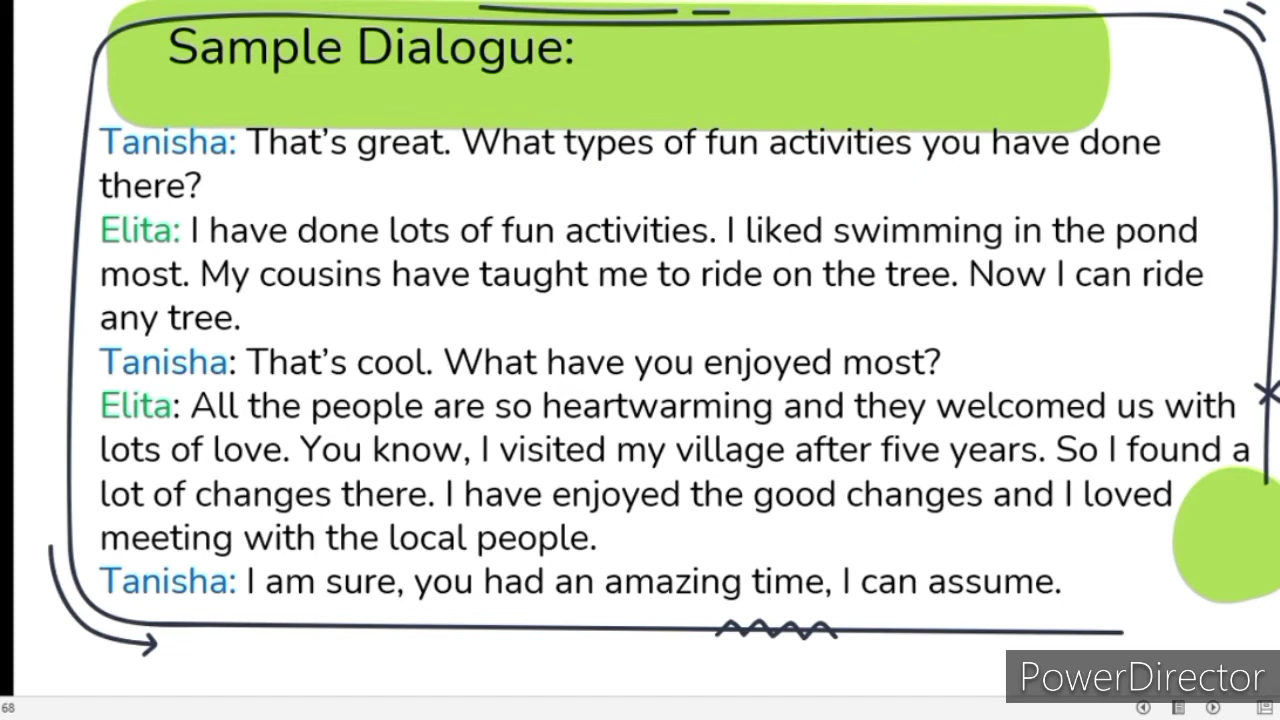 Sample Dialogue:
Tanisha: That’s great. What types of fun activities you have done
there?
Elita: I have done lots of fun activities. I liked swimming in the pond
most. My cousins have taught me to ride on the tree. Now I can ride
any tree.
Tanisha: That’s cool. What have you enjoyed most?
Elita: All the people are so heartwarming and they welcomed us with
lots of love. You know, I visited my village after five years. So I found a
lot of changes there. I have enjoyed the good changes and I loved
meeting with the local people.
Tanisha: I am sure, you had an amazing time, I can assume.
PowerDirector
68